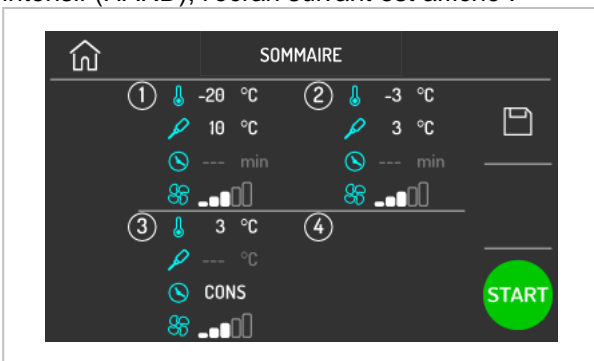 intensif (HARD), l'écran suivant est affiché :
SOMMAIRE
1 -20 °C 2 -3 °C
10 °C 3 °C
--- min --- min
3 3 °C 4
--- °C
CONS
START